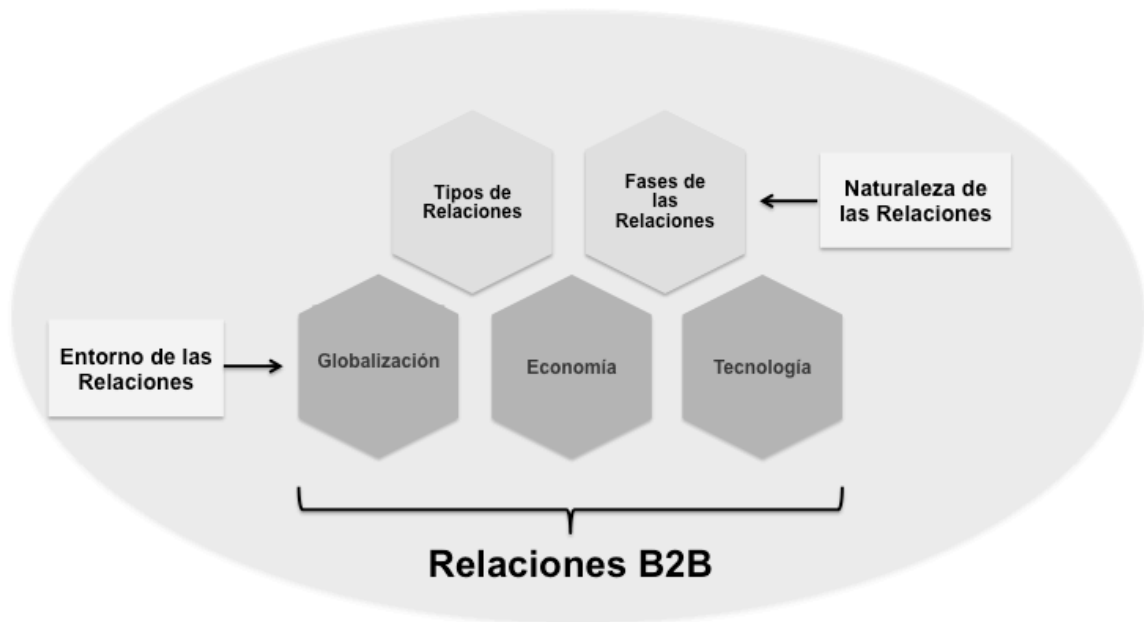 Tipos de
Relaciones
Fases de
las
Relaciones
Naturaleza de
las Relaciones
Entorno de las
Relaciones
Globalización
Economía
Tecnología
Relaciones B2B